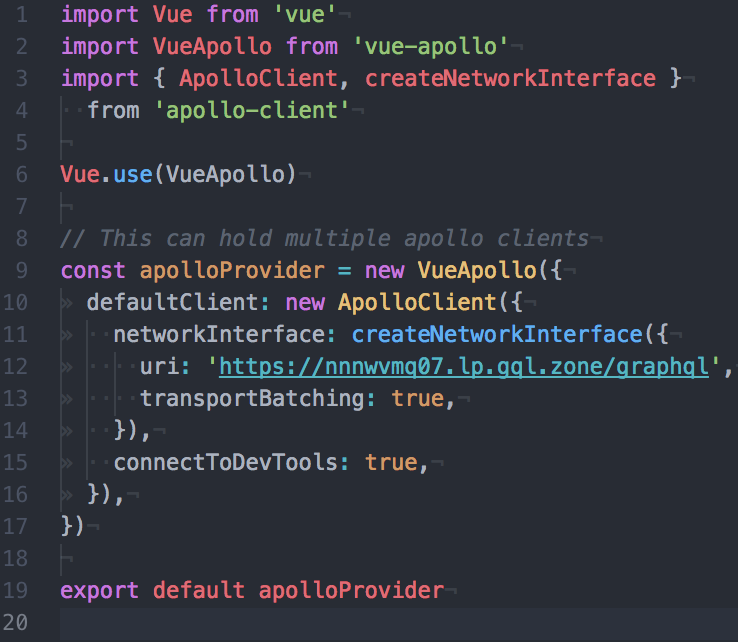 1 import Vue from 'vue'¬
2 import VueApollo from 'vue-apollo'¬
3 import { ApolloClient, createNetworkInterface }¬
4 ··from 'apollo-client'¬
5 ¬
6 Vue.use(VueApollo)¬
7 ¬
8 // This can hold multiple apollo clients¬
9 const apolloProvider = new VueApollo({¬
10 » defaultClient: new ApolloClient({¬
11 » ··networkInterface: createNetworkInterface({¬
12 » ····uri: 'https://nnnwvmq07.lp.gql.zone/graphql',¬
13 » ····transportBatching: true,¬
14 » ··}),¬
15 » ··connectToDevTools: true,¬
16 » }),¬
17 })¬
18 ¬
19 export default apolloProvider¬
20